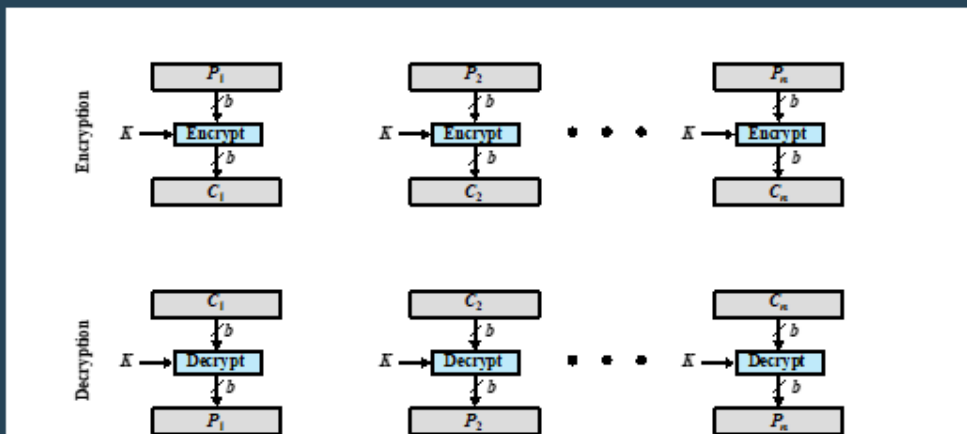 P₁ P₂ Pₙ
b b b
Encryption
K Encrypt K Encrypt • • • K Encrypt
b b b
C₁ C₂ Cₙ
C₁ C₂ Cₙ
b b b
Decryption
K Decrypt K Decrypt • • • K Decrypt
b b b
P₁ P₂ Pₙ